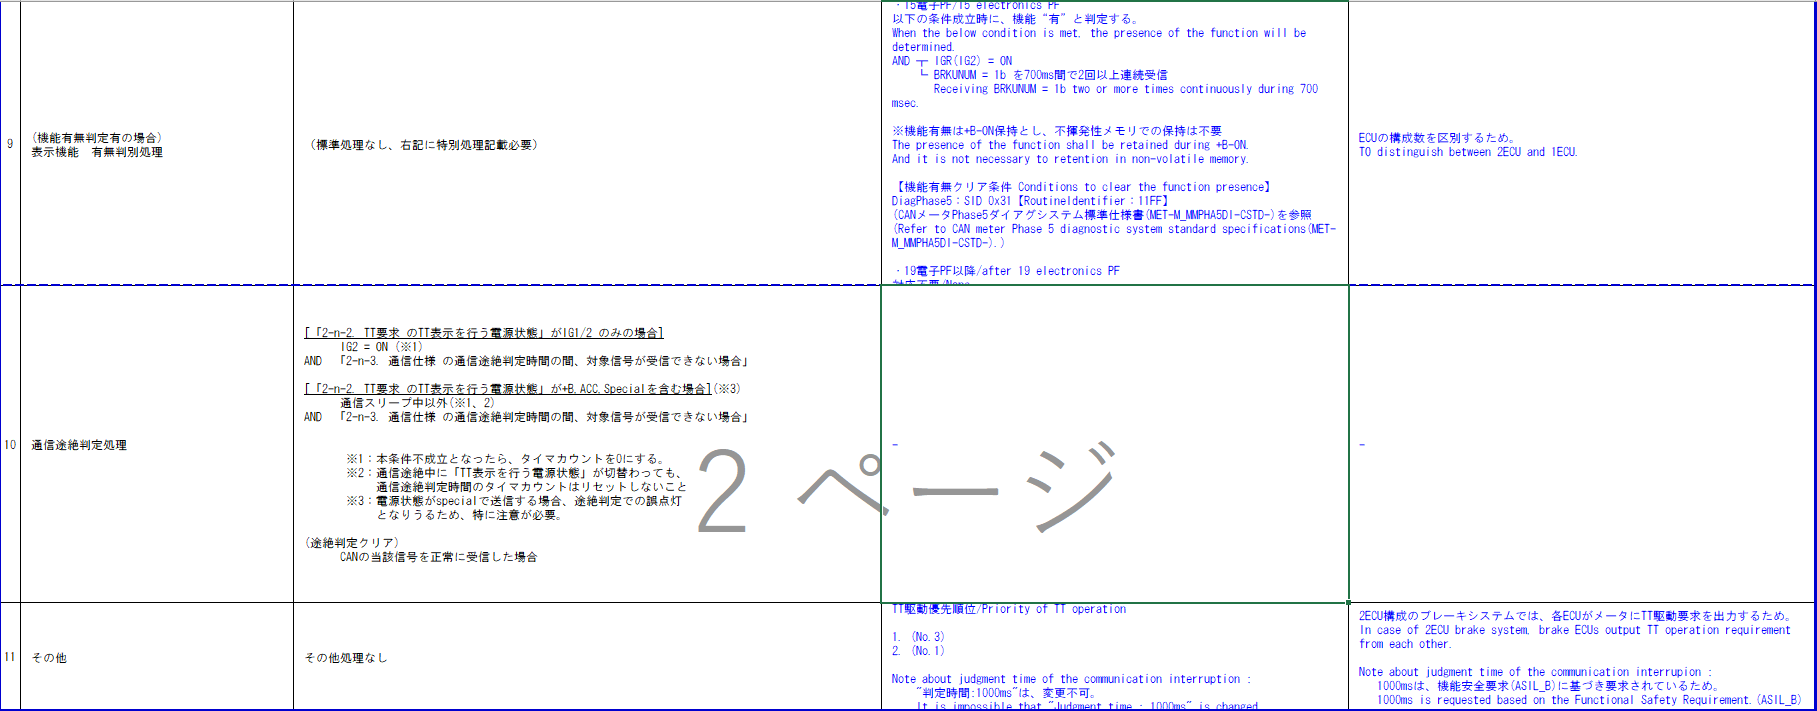 ・15電子PF/15 electronics PF
以下の条件成立時に、機能“有”と判定する。
When the below condition is met, the presence of the function will be
determined.
AND ┬ IGR(IG2) = ON
└ BRKUNUM = 1b を700ms間で2回以上連続受信
Receiving BRKUNUM = 1b two or more times continuously during 700
msec.
※機能有無は+B-ON保持とし、不揮発性メモリでの保持は不要
The presence of the function shall be retained during +B-ON.
And it is not necessary to retention in non-volatile memory.
【機能有無クリア条件 Conditions to clear the function presence】
DiagPhase5：SID 0x31【RoutineIdentifier：11FF】
(CANメータPhase5ダイアグシステム標準仕様書(MET-M_MMPHA5DI-CSTD-)を参照
(Refer to CAN meter Phase 5 diagnostic system standard specifications(MET-
M_MMPHA5DI-CSTD-).)
・19電子PF以降/after 19 electronics PF
対応不要/None
9
(機能有無判定有の場合)
表示機能　有無判別処理
(標準処理なし、右記に特別処理記載必要)
ECUの構成数を区別するため。
TO distinguish between 2ECU and 1ECU.
10
通信途絶判定処理
[「2-n-2. TT要求 のTT表示を行う電源状態」がIG1/2 のみの場合]
IG2 = ON (※1)
AND 「2-n-3. 通信仕様 の通信途絶判定時間の間、対象信号が受信できない場合」
[「2-n-2. TT要求 のTT表示を行う電源状態」が+B,ACC,Specialを含む場合](※3)
通信スリープ中以外(※1、2)
AND 「2-n-3. 通信仕様 の通信途絶判定時間の間、対象信号が受信できない場合」
※1：本条件不成立となったら、タイマカウントを0にする。
※2：通信途絶中に「TT表示を行う電源状態」が切替わっても、
通信途絶判定時間のタイマカウントはリセットしないこと
※3：電源状態がspecialで送信する場合、途絶判定での誤点灯
となりうるため、特に注意が必要。
(途絶判定クリア)
CANの当該信号を正常に受信した場合
-
-
2 ページ
11
その他
その他処理なし
TT駆動優先順位/Priority of TT operation
1. (No.3)
2. (No.1)
Note about judgment time of the communication interruption :
"判定時間:1000ms"は、変更不可。
It is impossible that "Judgment time : 1000ms" is changed
2ECU構成のブレーキシステムでは、各ECUがメータにTT駆動要求を出力するため。
In case of 2ECU brake system, brake ECUs output TT operation requirement
from each other.
Note about judgment time of the communication interrupion :
1000msは、機能安全要求(ASIL_B)に基づき要求されているため。
1000ms is requested based on the Functional Safety Requirement.(ASIL_B)